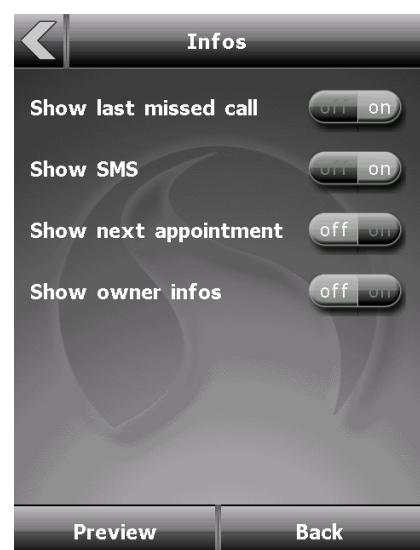 Infos
Show last missed call off on
Show SMS off on
Show next appointment off on
Show owner infos off on
Preview Back